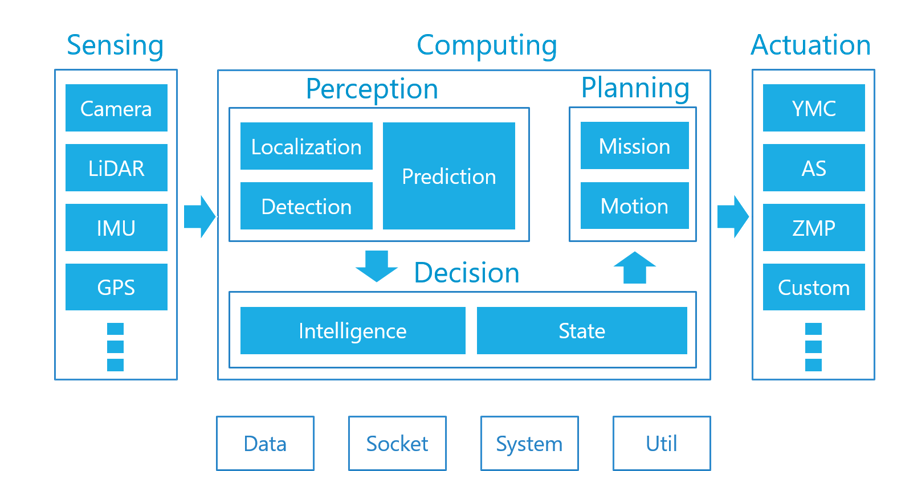 Sensing
Camera
LiDAR
IMU
GPS
Computing
Perception
Localization
Detection
Prediction
Planning
Mission
Motion
Decision
Intelligence
State
Actuation
YMC
AS
ZMP
Custom
Data
Socket
System
Util